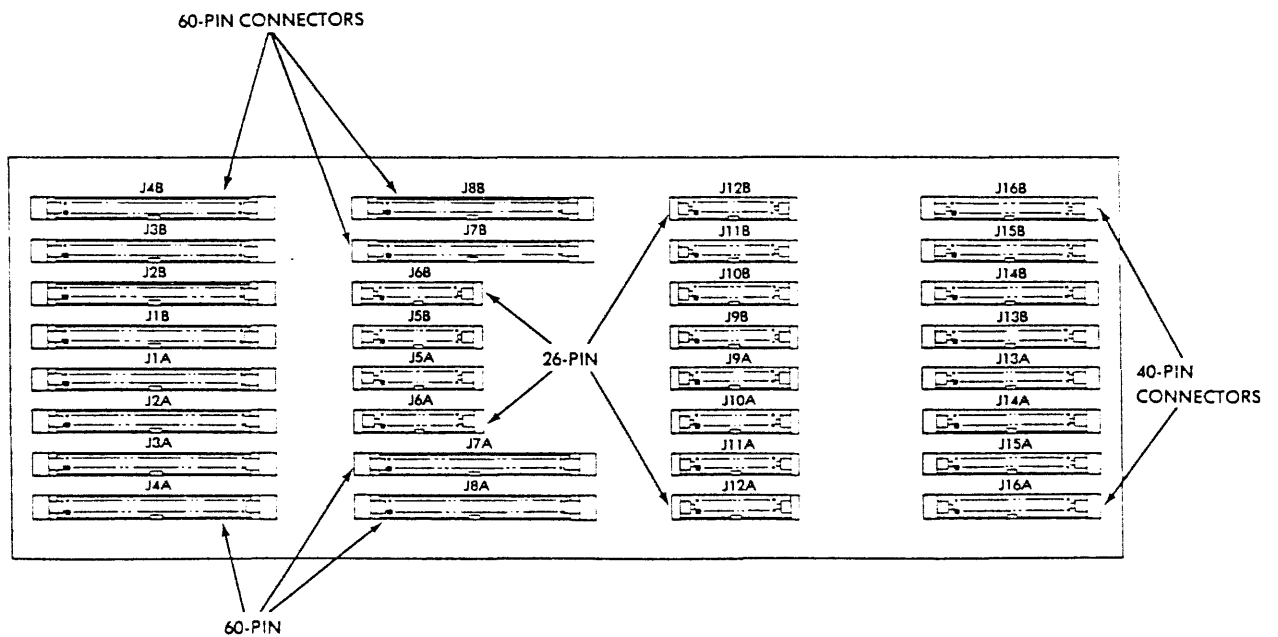 60-PIN CONNECTORS
J4B J8B J12B J16B
J3B J7B J11B J15B
J2B J6B J10B J14B
J1B J5B J9B J13B
26-PIN
J1A J5A J9A J13A
40-PIN
CONNECTORS
J2A J6A J10A J14A
J3A J7A J11A J15A
J4A J8A J12A J16A
60-PIN